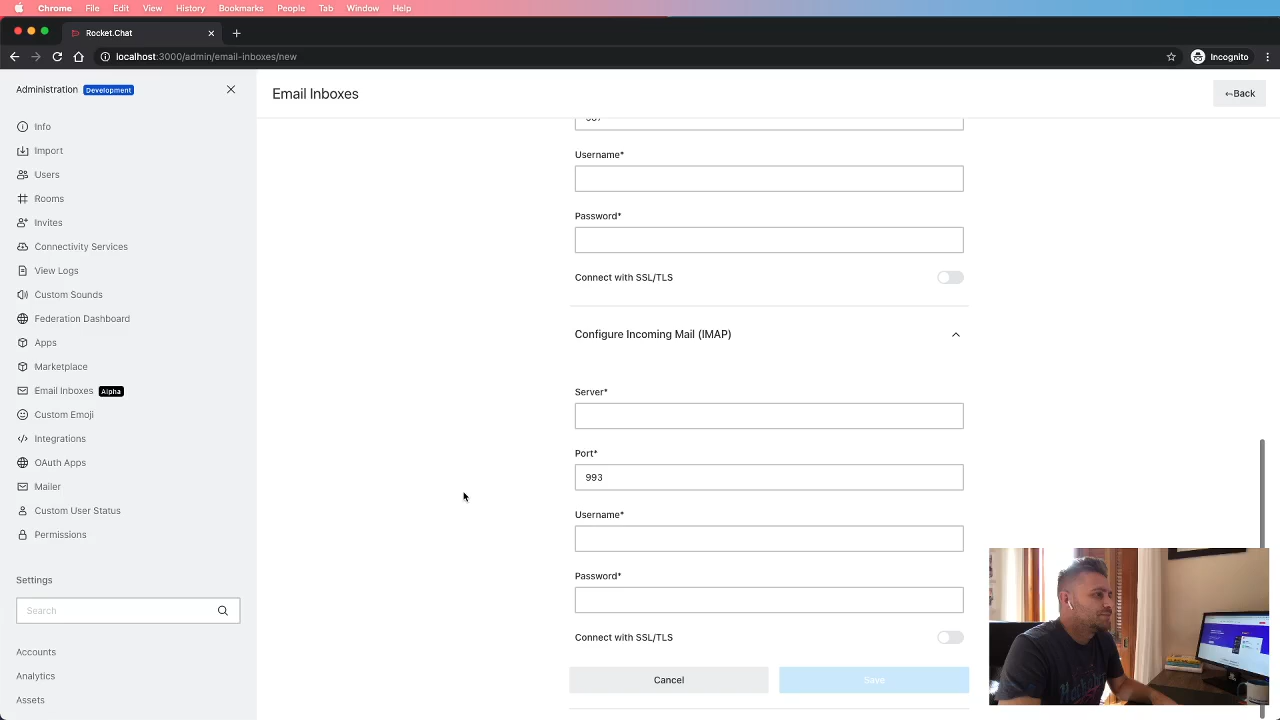 Chrome File Edit View History Bookmarks People Tab Window Help
Rocket.Chat
localhost:3000/admin/email-inboxes/new
Incognito
Administration Development
Email Inboxes
Back
Info
Import
Users
Rooms
Invites
Connectivity Services
View Logs
Custom Sounds
Federation Dashboard
Apps
Marketplace
Email Inboxes Alpha
Custom Emoji
Integrations
OAuth Apps
Mailer
Custom User Status
Permissions
Settings
Search
Accounts
Analytics
Assets
Username*
Password*
Connect with SSL/TLS
Configure Incoming Mail (IMAP)
Server*
Port*
993
Username*
Password*
Connect with SSL/TLS
Cancel
Save